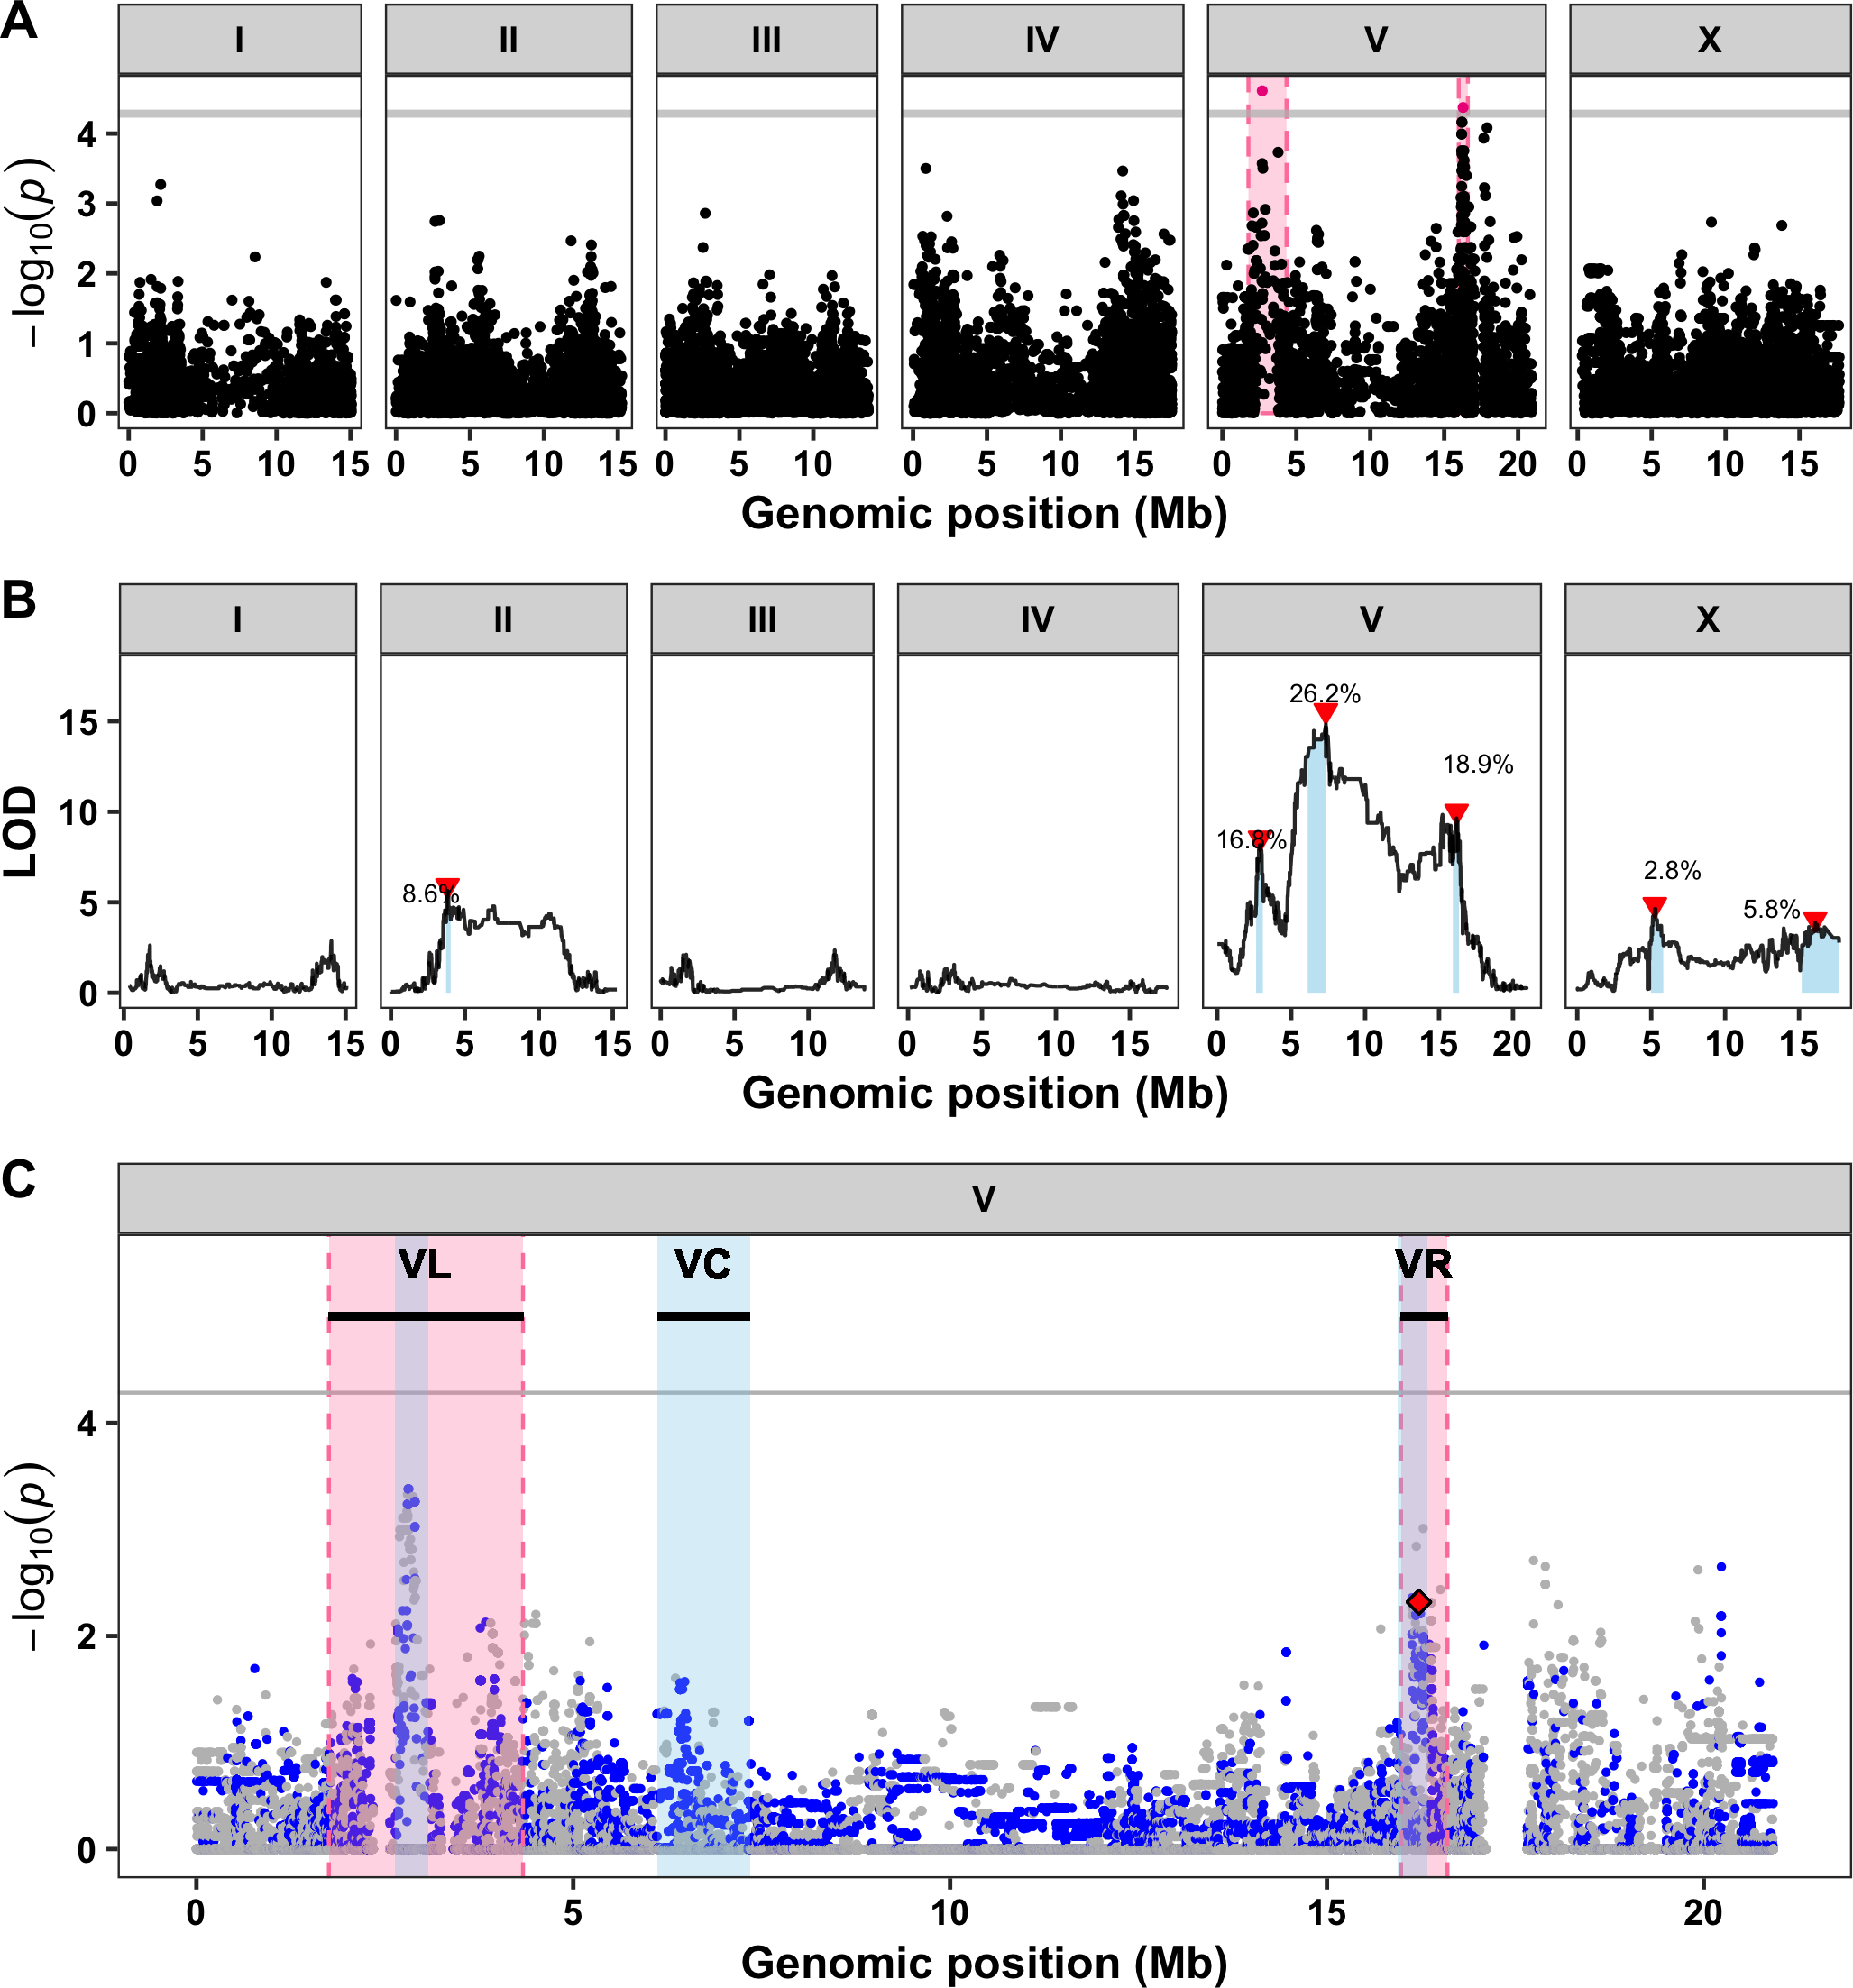 A
I II III IV V X
− log10(p)
4
3
2
1
0
0 5 10 15 0 5 10 15 0 5 10 0 5 10 15 0 5 10 15 20 0 5 10 15
Genomic position (Mb)
B
I II III IV V X
LOD
15
10
5
0
8.6%
16.8%
26.2%
18.9%
2.8%
5.8%
0 5 10 15 0 5 10 15 0 5 10 0 5 10 15 0 5 10 15 20 0 5 10 15
Genomic position (Mb)
C
V
VL VC VR
− log10(p)
4
2
0
0 5 10 15 20
Genomic position (Mb)